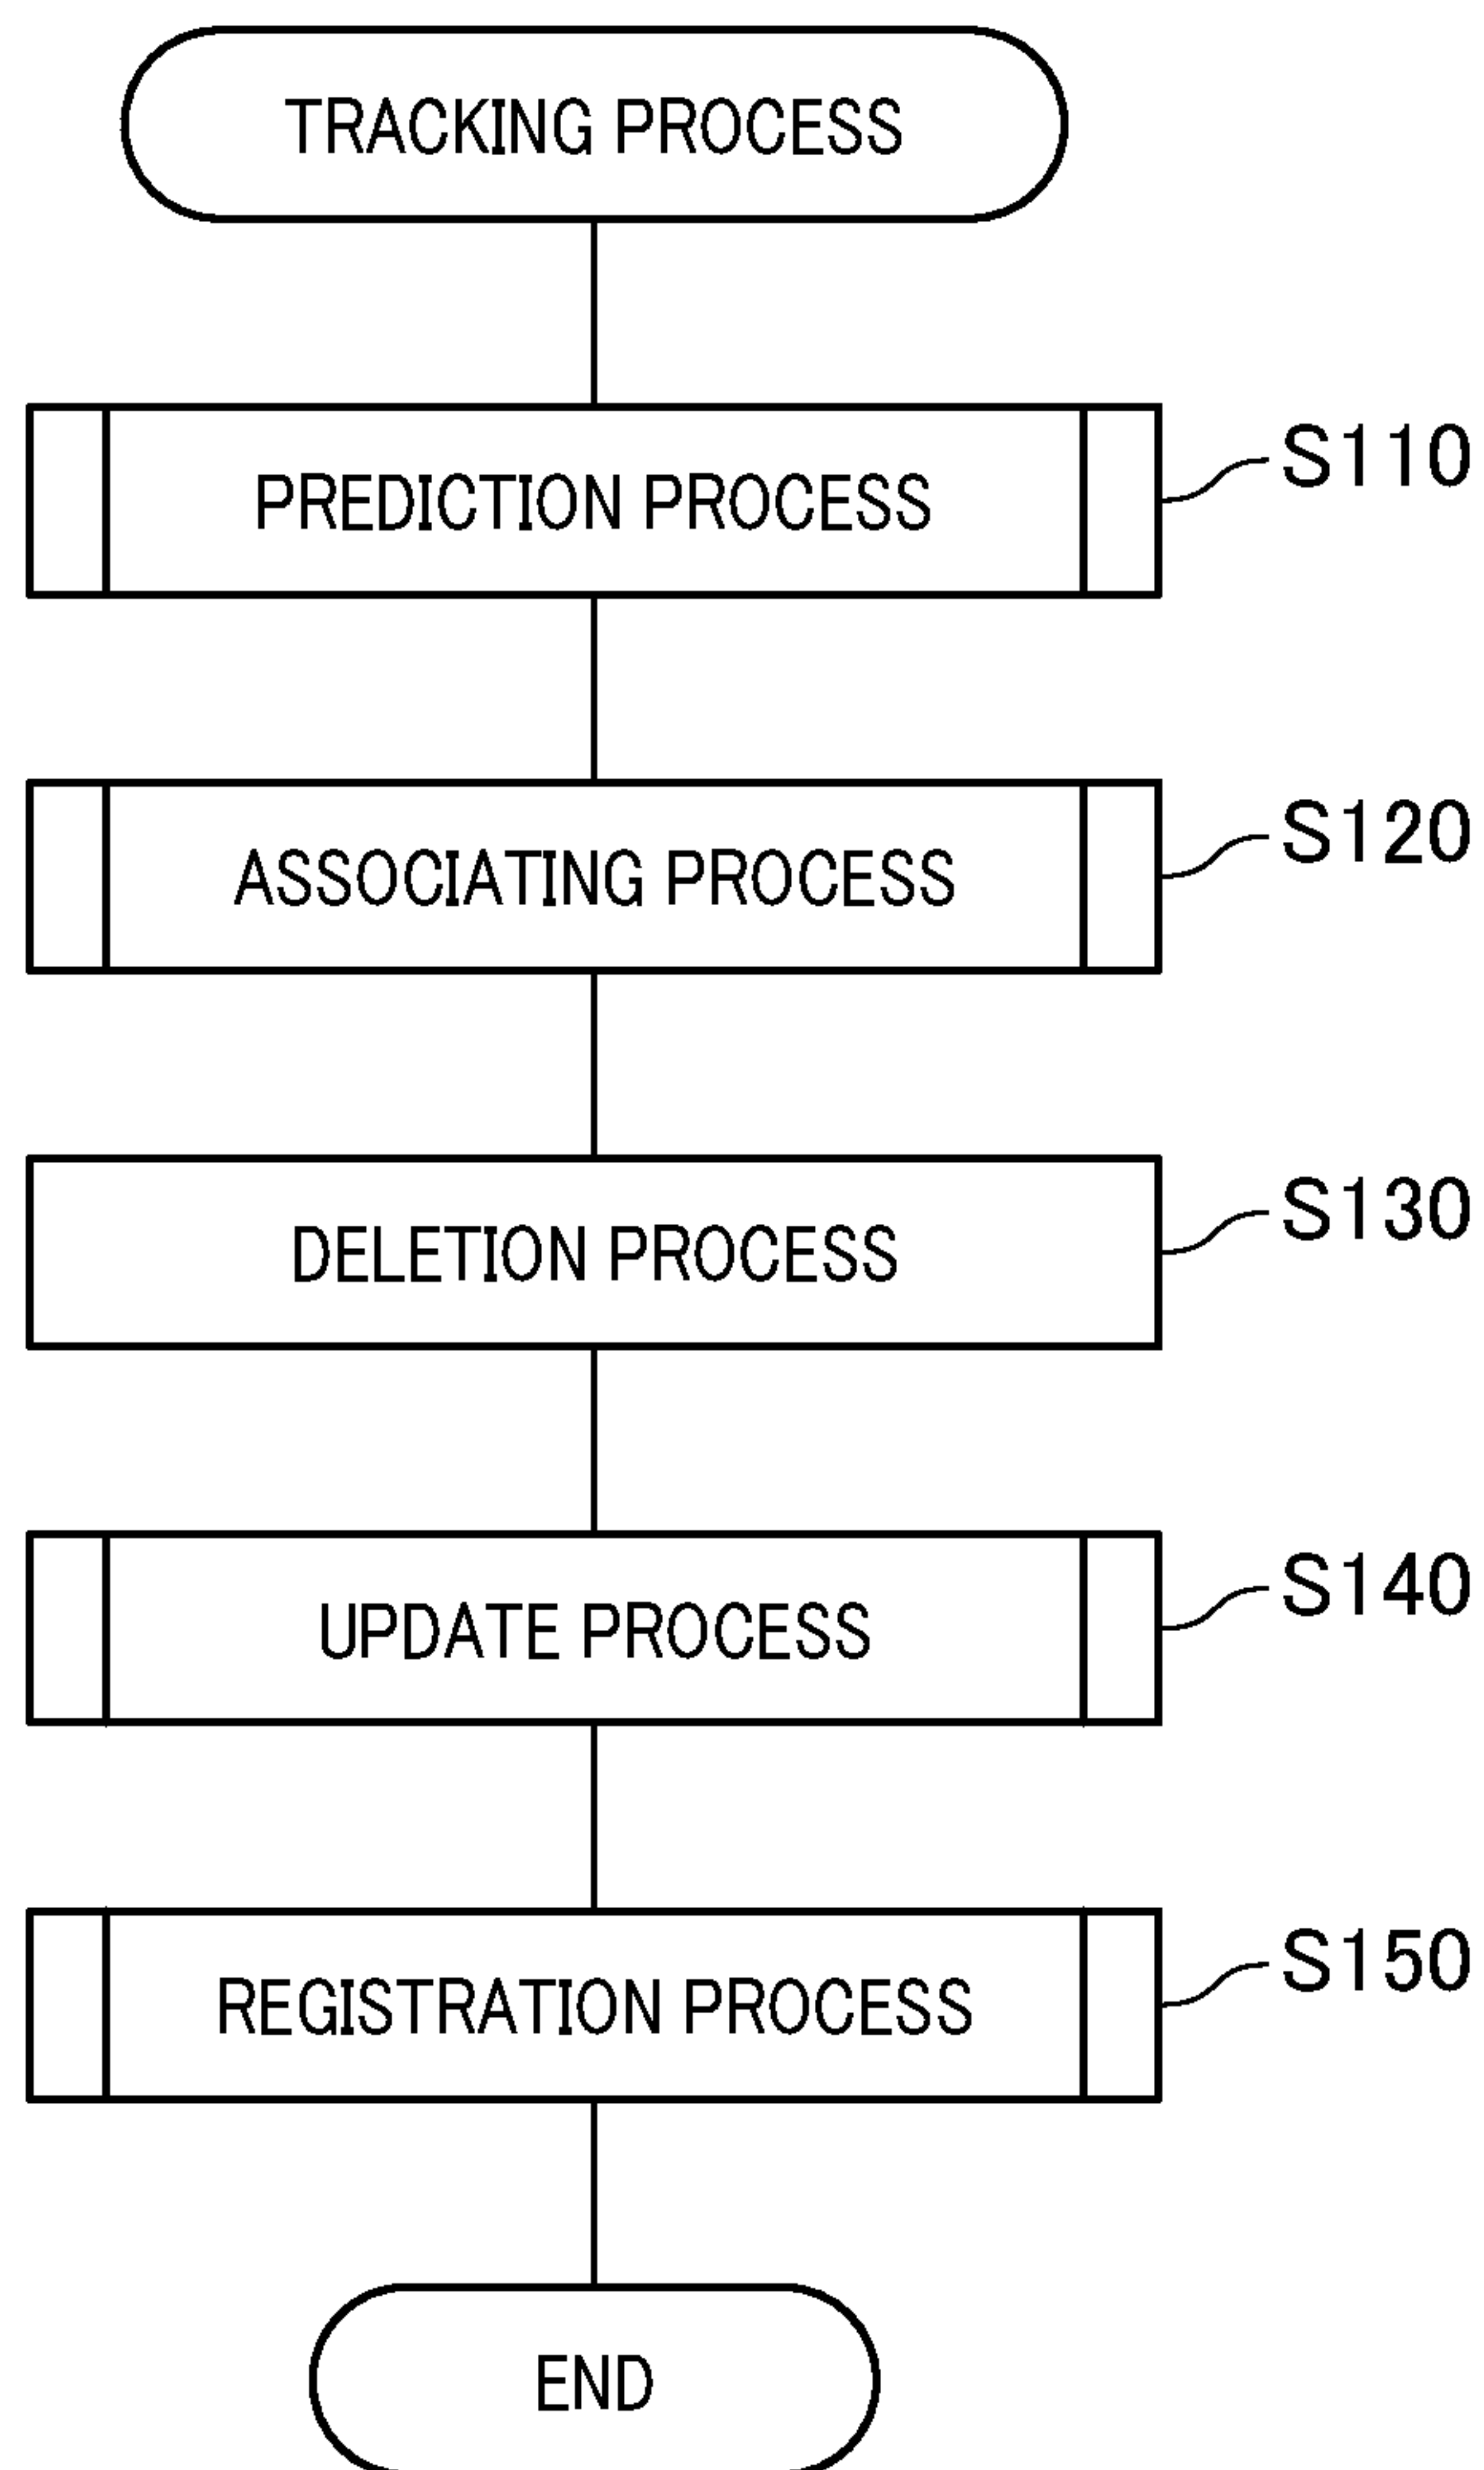 TRACKING PROCESS
PREDICTION PROCESS
S110
ASSOCIATING PROCESS
S120
DELETION PROCESS
S130
UPDATE PROCESS
S140
REGISTRATION PROCESS
S150
END